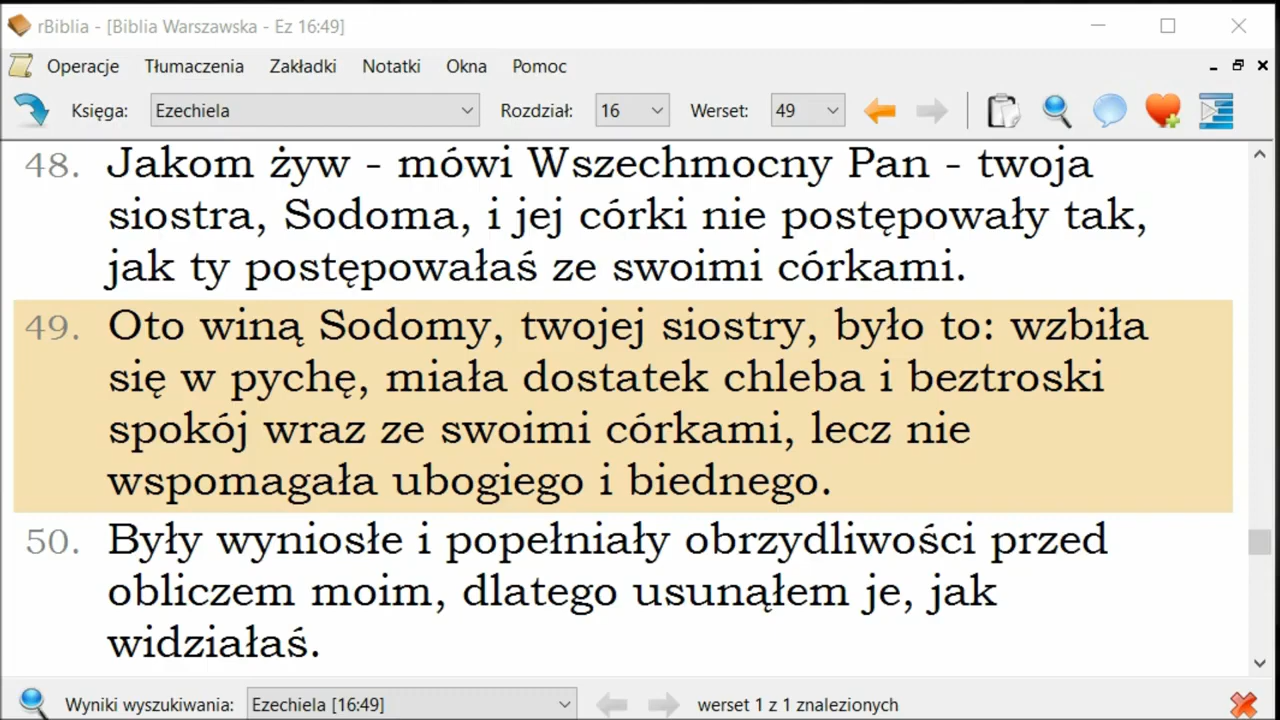 rBiblia - [Biblia Warszawska - Ez 16:49]
Operacje Tłumaczenia Zakładki Notatki Okna Pomoc
Księga: Ezechiela Rozdział: 16 Werset: 49
48. Jakom żyw - mówi Wszechmocny Pan - twoja
siostra, Sodoma, i jej córki nie postępowały tak,
jak ty postępowałaś ze swoimi córkami.
49. Oto winą Sodomy, twojej siostry, było to: wzbiła
się w pychę, miała dostatek chleba i beztroski
spokój wraz ze swoimi córkami, lecz nie
wspomagała ubogiego i biednego.
50. Były wyniosłe i popełniały obrzydliwości przed
obliczem moim, dlatego usunąłem je, jak
widziałaś.
Wyniki wyszukiwania: Ezechiela [16:49] werset 1 z 1 znalezionych